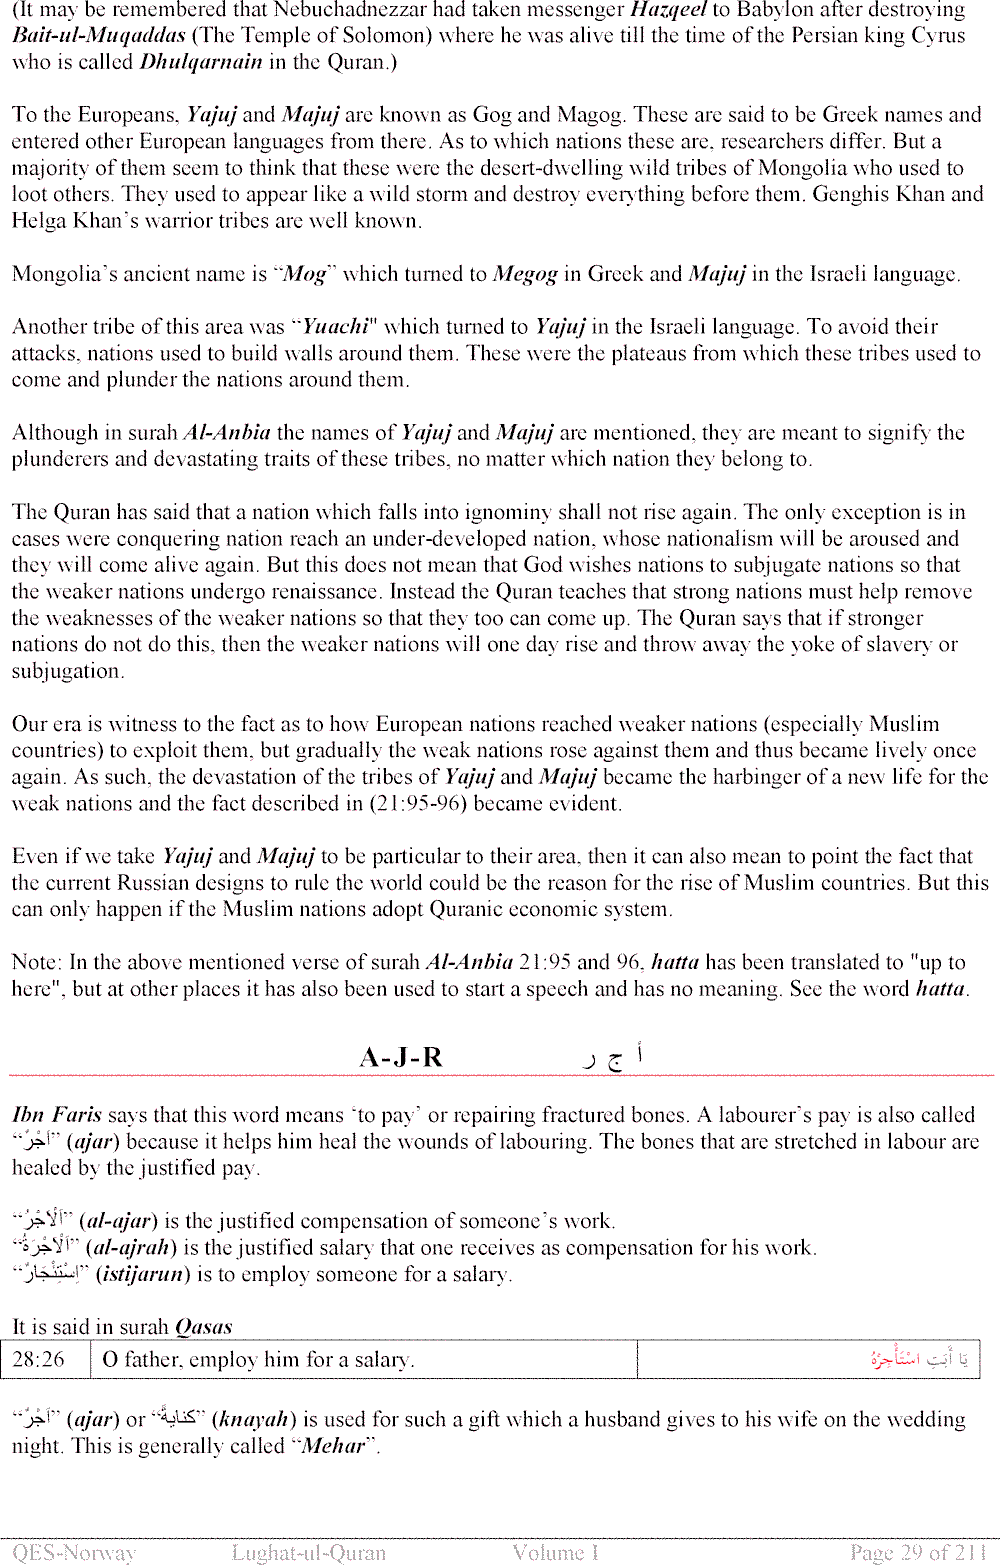 (It may be remembered that Nebuchadnezzar had taken messenger Hazqeel to Babylon after destroying
Bait-ul-Muqaddas (The Temple of Solomon) where he was alive till the time of the Persian king Cyrus
who is called Dhulqarnain in the Quran.)
To the Europeans, Yajuj and Majuj are known as Gog and Magog. These are said to be Greek names and
entered other European languages from there. As to which nations these are, researchers differ. But a
majority of them seem to think that these were the desert-dwelling wild tribes of Mongolia who used to
loot others. They used to appear like a wild storm and destroy everything before them. Genghis Khan and
Helga Khan's warrior tribes are well known.
Mongolia's ancient name is “Mog” which turned to Megog in Greek and Majuj in the Israeli language.
Another tribe of this area was “Yuachi" which turned to Yajuj in the Israeli language. To avoid their
attacks, nations used to build walls around them. These were the plateaus from which these tribes used to
come and plunder the nations around them.
Although in surah Al-Anbia the names of Yajuj and Majuj are mentioned, they are meant to signify the
plunderers and devastating traits of these tribes, no matter which nation they belong to.
The Quran has said that a nation which falls into ignominy shall not rise again. The only exception is in
cases were conquering nation reach an under-developed nation, whose nationalism will be aroused and
they will come alive again. But this does not mean that God wishes nations to subjugate nations so that
the weaker nations undergo renaissance. Instead the Quran teaches that strong nations must help remove
the weaknesses of the weaker nations so that they too can come up. The Quran says that if stronger
nations do not do this, then the weaker nations will one day rise and throw away the yoke of slavery or
subjugation.
Our era is witness to the fact as to how European nations reached weaker nations (especially Muslim
countries) to exploit them, but gradually the weak nations rose against them and thus became lively once
again. As such, the devastation of the tribes of Yajuj and Majuj became the harbinger of a new life for the
weak nations and the fact described in (21:95-96) became evident.
Even if we take Yajuj and Majuj to be particular to their area, then it can also mean to point the fact that
the current Russian designs to rule the world could be the reason for the rise of Muslim countries. But this
can only happen if the Muslim nations adopt Quranic economic system.
Note: In the above mentioned verse of surah Al-Anbia 21:95 and 96, hatta has been translated to "up to
here", but at other places it has also been used to start a speech and has no meaning. See the word hatta.
A-J-R أ ج ر
Ibn Faris says that this word means ‘to pay’ or repairing fractured bones. A labourer's pay is also called
“اَجْرٌ” (ajar) because it helps him heal the wounds of labouring. The bones that are stretched in labour are
healed by the justified pay.
“اَلْاَجْرُ” (al-ajar) is the justified compensation of someone's work.
“اَلْاُجْرَةُ” (al-ajrah) is the justified salary that one receives as compensation for his work.
“اِسْتِئْجَارٌ” (istijarun) is to employ someone for a salary.
It is said in surah Qasas
28:26 O father, employ him for a salary. يَا أَبَتِ اسْتَأْجِرْهُ
“اَجْرٌ” (ajar) or “كنايةً” (knayah) is used for such a gift which a husband gives to his wife on the wedding
night. This is generally called “Mehar”.
QES-Norway Lughat-ul-Quran Volume I Page 29 of 211